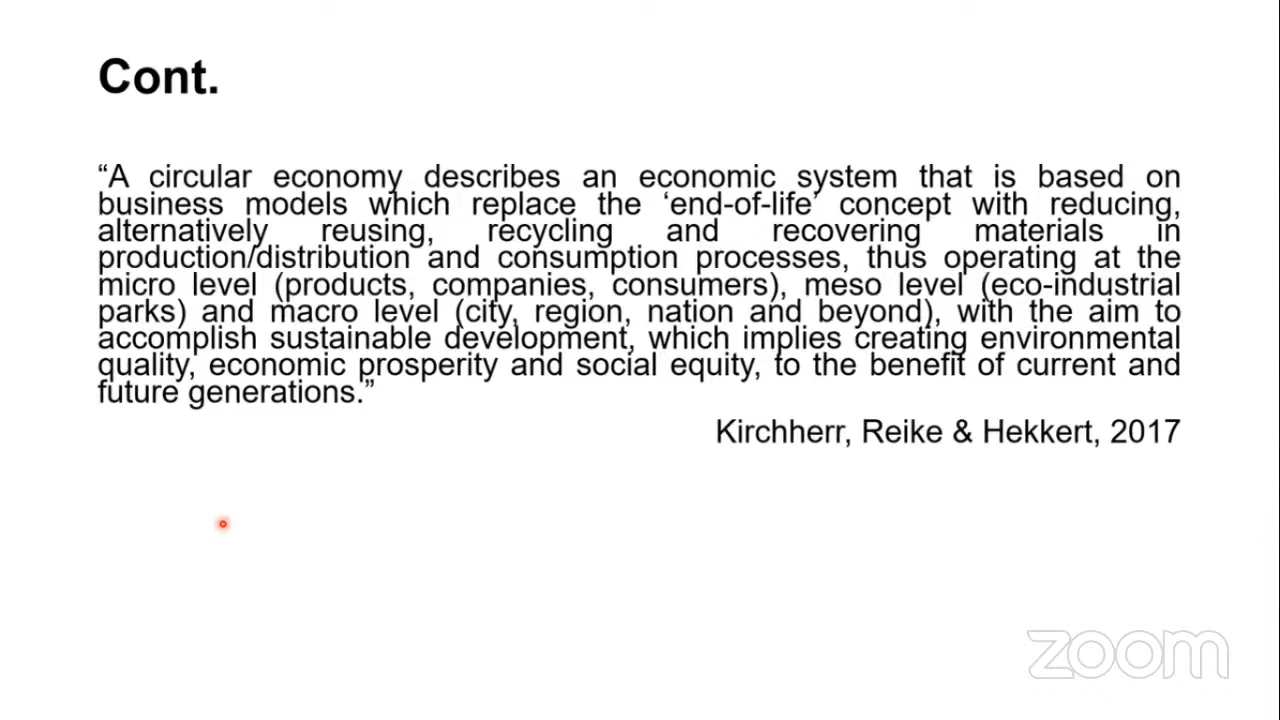 Cont.
“A circular economy describes an economic system that is based on
business models which replace the ‘end-of-life’ concept with reducing,
alternatively reusing, recycling and recovering materials in
production/distribution and consumption processes, thus operating at the
micro level (products, companies, consumers), meso level (eco-industrial
parks) and macro level (city, region, nation and beyond), with the aim to
accomplish sustainable development, which implies creating environmental
quality, economic prosperity and social equity, to the benefit of current and
future generations.”
Kirchherr, Reike & Hekkert, 2017
zoom